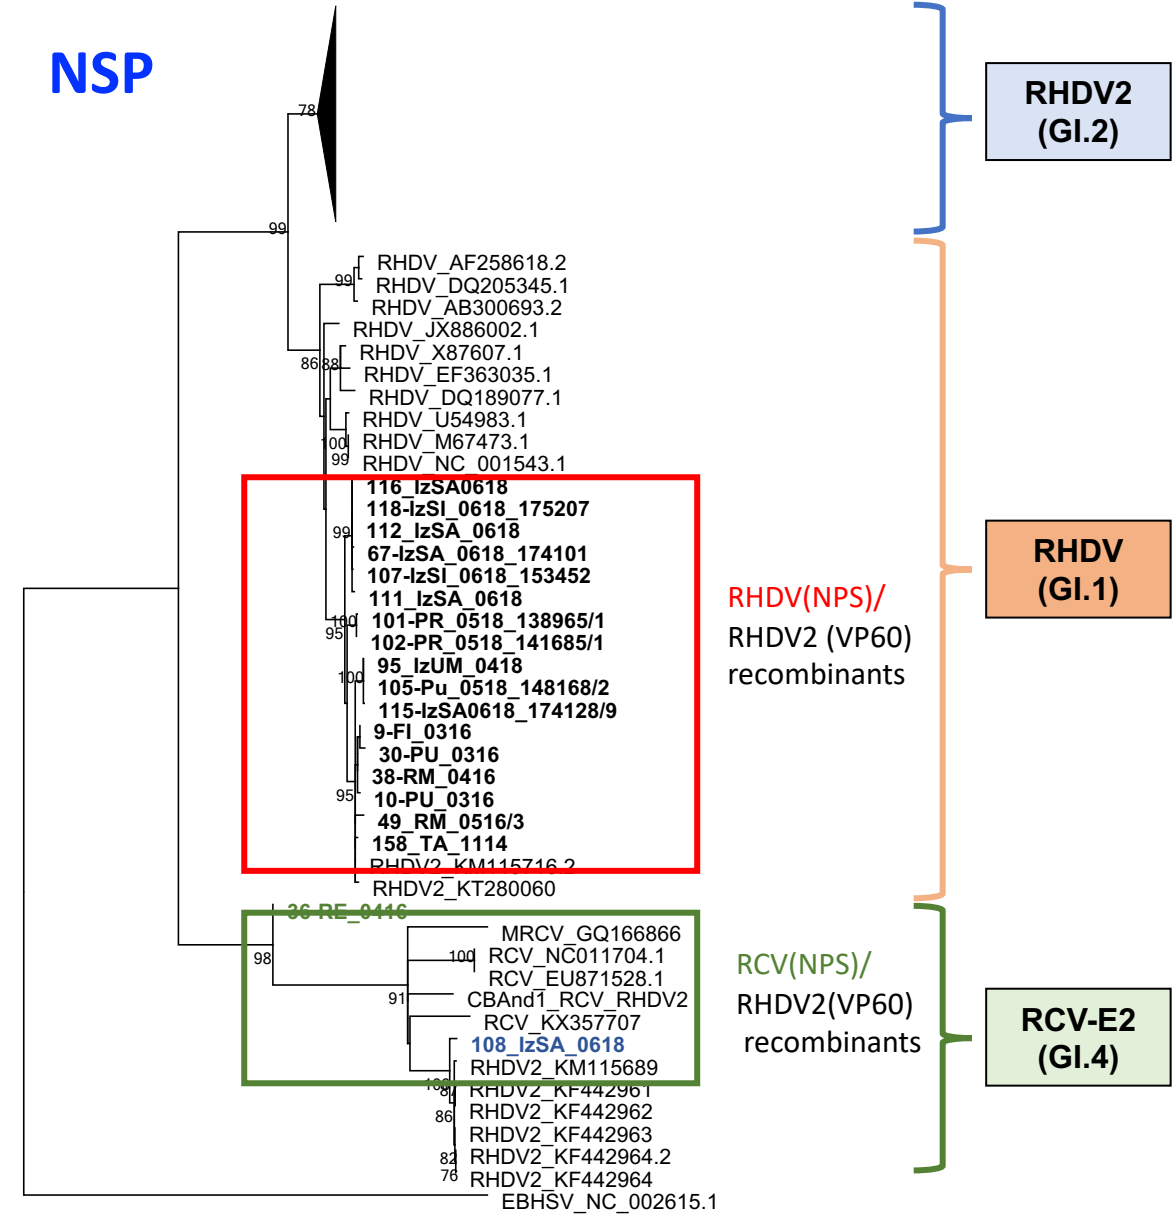 NSP
78
RHDV2
(GI.2)
99
RHDV_AF258618.2
99
RHDV_DQ205345.1
RHDV_AB300693.2
RHDV_JX886002.1
RHDV_X87607.1
86
88
RHDV_EF363035.1
RHDV_DQ189077.1
RHDV_U54983.1
100
RHDV_M67473.1
99
RHDV_NC_001543.1
116_IzSA0618
118-IzSI_0618_175207
99
112_IzSA_0618
67-IzSA_0618_174101
107-IzSI_0618_153452
111_IzSA_0618
100
101-PR_0518_138965/1
95
102-PR_0518_141685/1
95_IzUM_0418
100
105-Pu_0518_148168/2
115-IzSA0618_174128/9
9-FI_0316
30-PU_0316
38-RM_0416
95
10-PU_0316
49_RM_0516/3
158_TA_1114
RHDV2_KM115716.2
RHDV2_KT280060
RHDV(NPS)/
RHDV2 (VP60)
recombinants
RHDV
(GI.1)
36-RE_0416
MRCV_GQ166866
98
100
RCV_NC011704.1
RCV_EU871528.1
91
CBAnd1_RCV_RHDV2
RCV_KX357707
108_IzSA_0618
RHDV2_KM115689
100
RHDV2_KF442961
86
RHDV2_KF442962
RHDV2_KF442963
82
RHDV2_KF442964.2
76
RHDV2_KF442964
EBHSV_NC_002615.1
RCV(NPS)/
RHDV2(VP60)
recombinants
RCV-E2
(GI.4)